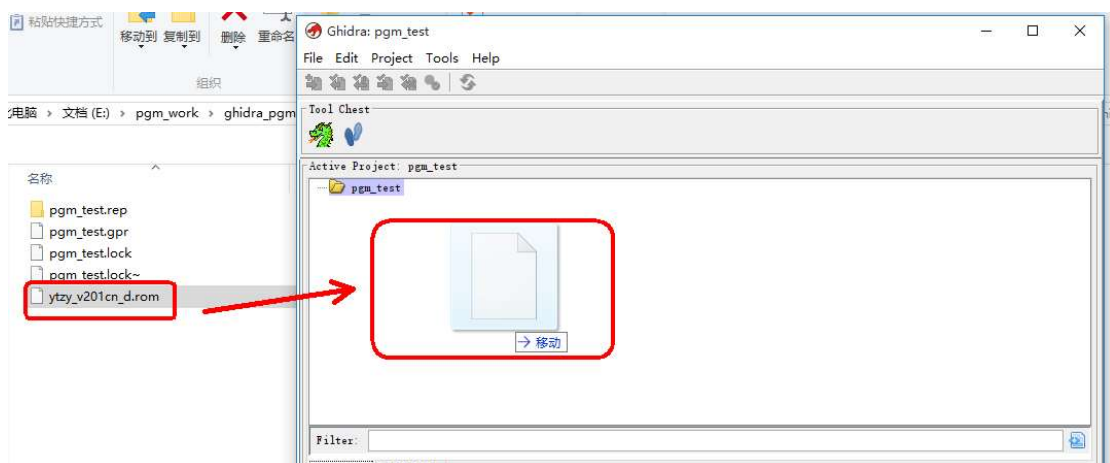 粘贴快捷方式
移动到 复制到 删除 重命名
组织
电脑 › 文档 (E:) › pgm_work › ghidra_pgm
名称
pgm_test.rep
pgm_test.gpr
pgm_test.lock
pgm_test.lock~
ytzy_v201cn_d.rom
Ghidra: pgm_test
File Edit Project Tools Help
Tool Chest
Active Project: pgm_test
pgm_test
→ 移动
Filter: